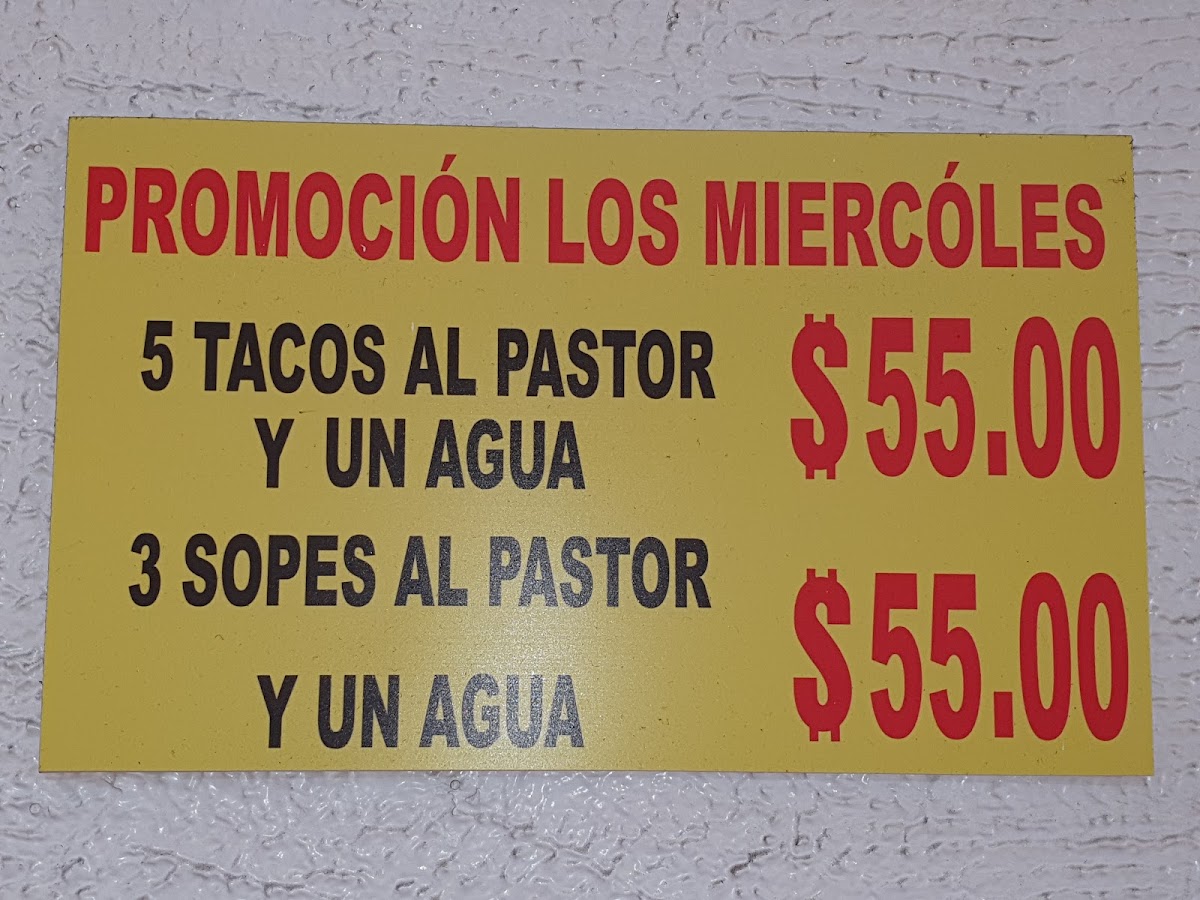 PROMOCIÓN LOS MIERCÓLES
5 TACOS AL PASTOR
Y UN AGUA
$55.00
3 SOPES AL PASTOR
Y UN AGUA
$55.00